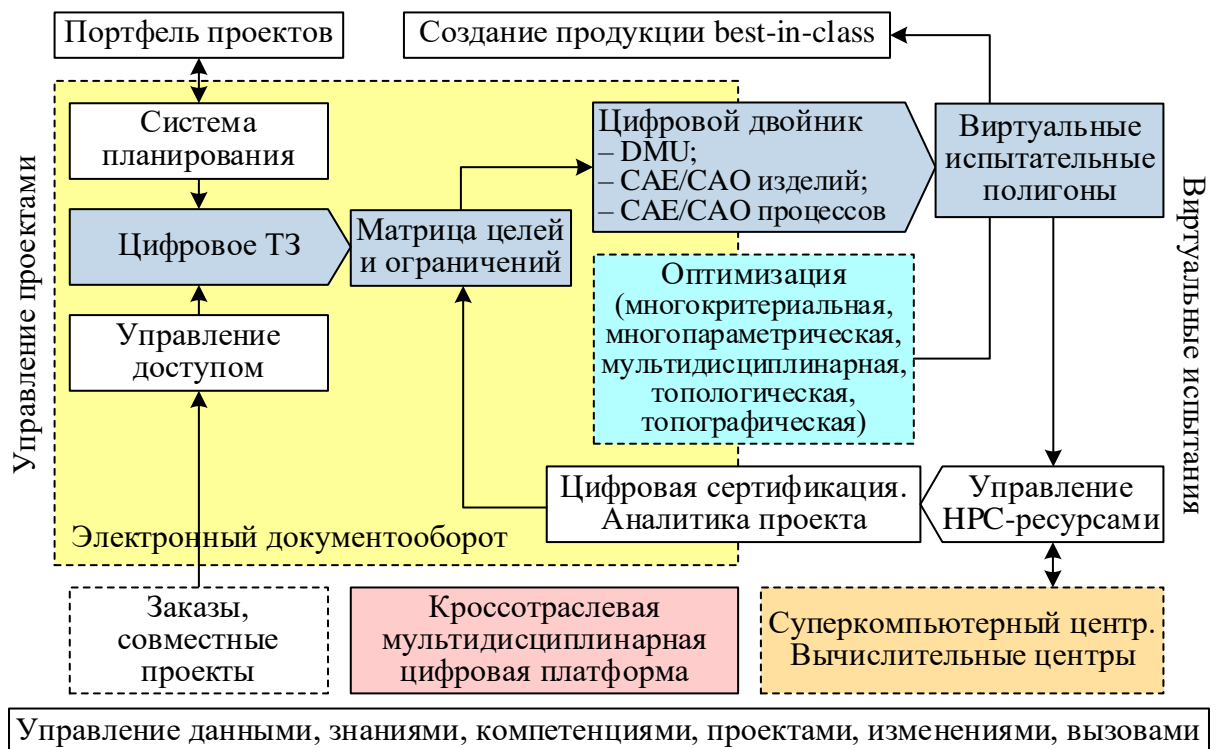 Портфель проектов
Создание продукции best-in-class
Управление проектами
Система
планирования
Цифровое ТЗ
Управление
доступом
Матрица целей
и ограничений
Цифровой двойник
– DMU;
– CAE/CAO изделий;
– CAE/CAO процессов
Виртуальные
испытательные
полигоны
Виртуальные испытания
Оптимизация
(многокритериальная,
многопараметрическая,
мультидисциплинарная,
топологическая,
топографическая)
Цифровая сертификация.
Аналитика проекта
Управление
HPC-ресурсами
Электронный документооборот
Заказы,
совместные
проекты
Кроссотраслевая
мультидисциплинарная
цифровая платформа
Суперкомпьютерный центр.
Вычислительные центры
Управление данными, знаниями, компетенциями, проектами, изменениями, вызовами